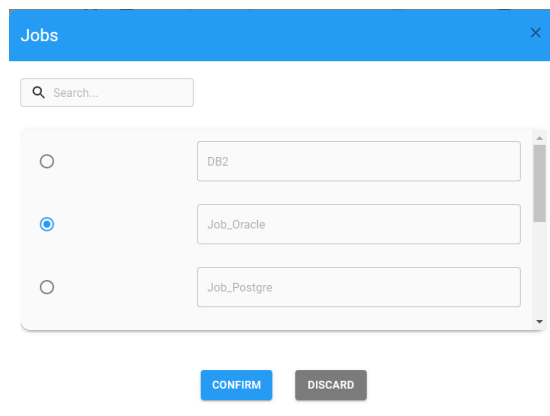 Jobs
Search...
DB2
Job_Oracle
Job_Postgre
CONFIRM
DISCARD